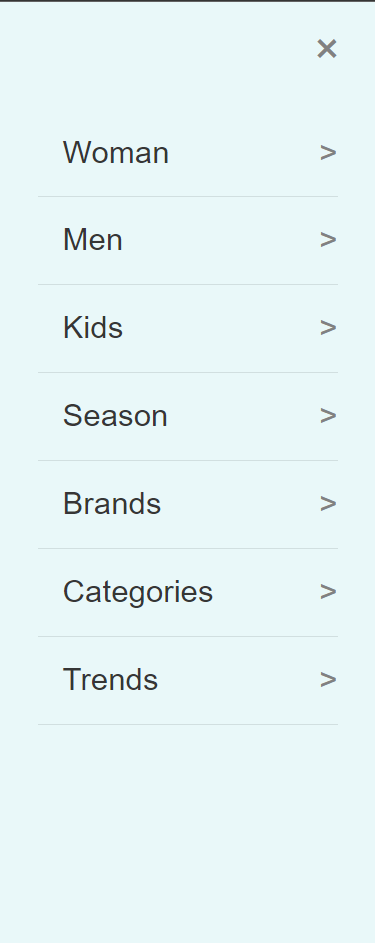 ×
Woman >
Men >
Kids >
Season >
Brands >
Categories >
Trends >